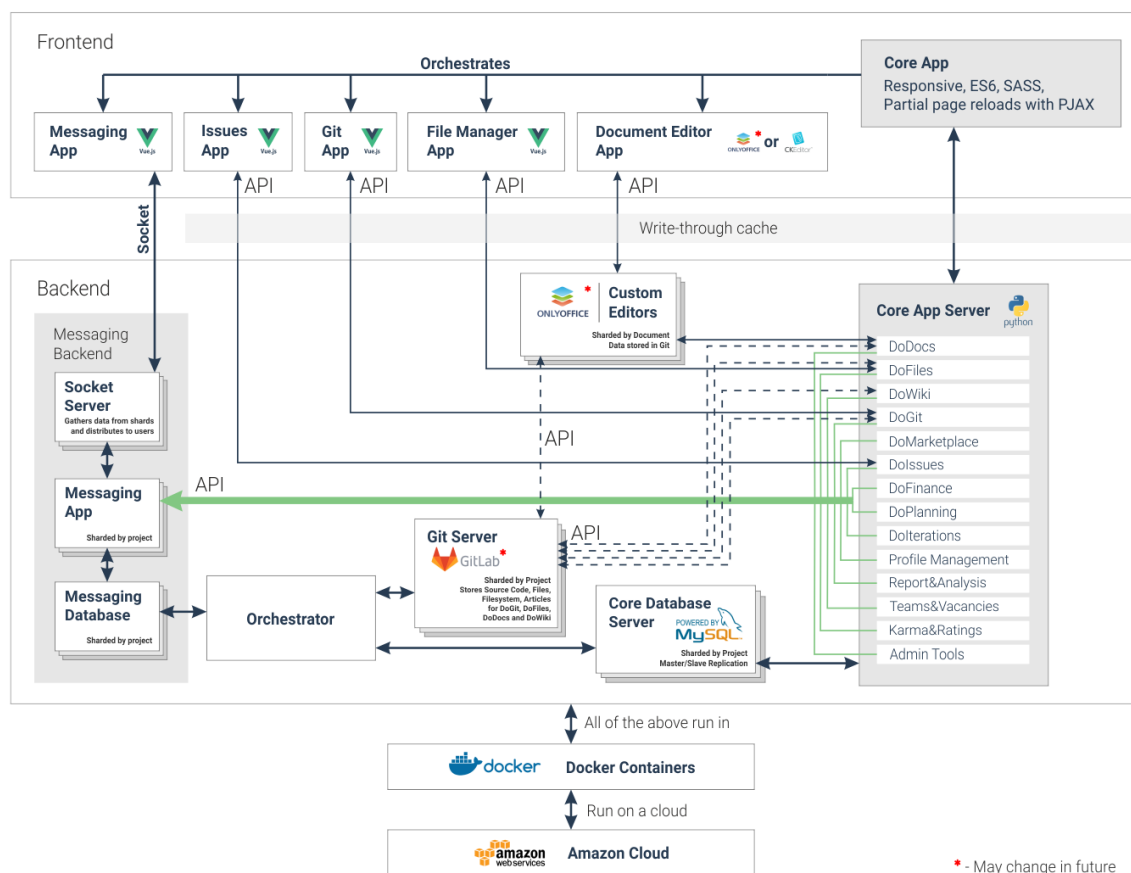 Frontend
Orchestrates
Core App
Responsive, ES6, SASS,
Partial page reloads with PJAX
Messaging
App
Vue.js
Issues
App
Vue.js
Git
App
Vue.js
File Manager
App
Vue.js
Document Editor
App
ONLYOFFICE
*
or
CKEditor
API
API
API
API
Socket
Write-through cache
Backend
Messaging
Backend
Socket
Server
Gathers data from shards
and distributes to users
Messaging
App
Sharded by project
Messaging
Database
Sharded by project
ONLYOFFICE
*
Custom
Editors
Sharded by Document
Data stored in Git
API
API
API
Orchestrator
Git Server
GitLab
*
Sharded by Project
Stores Source Code, Files,
Filesystem, Articles
for DoGit, DoFiles,
DoDocs and DoWiki
Core Database
Server
POWERED BY
MySQL
Sharded by Project
Master/Slave Replication
Core App Server
python
DoDocs
DoFiles
DoWiki
DoGit
DoMarketplace
DoIssues
DoFinance
DoPlanning
DoIterations
Profile Management
Report&Analysis
Teams&Vacancies
Karma&Ratings
Admin Tools
All of the above run in
docker
Docker Containers
Run on a cloud
amazon
webservices
Amazon Cloud
* - May change in future